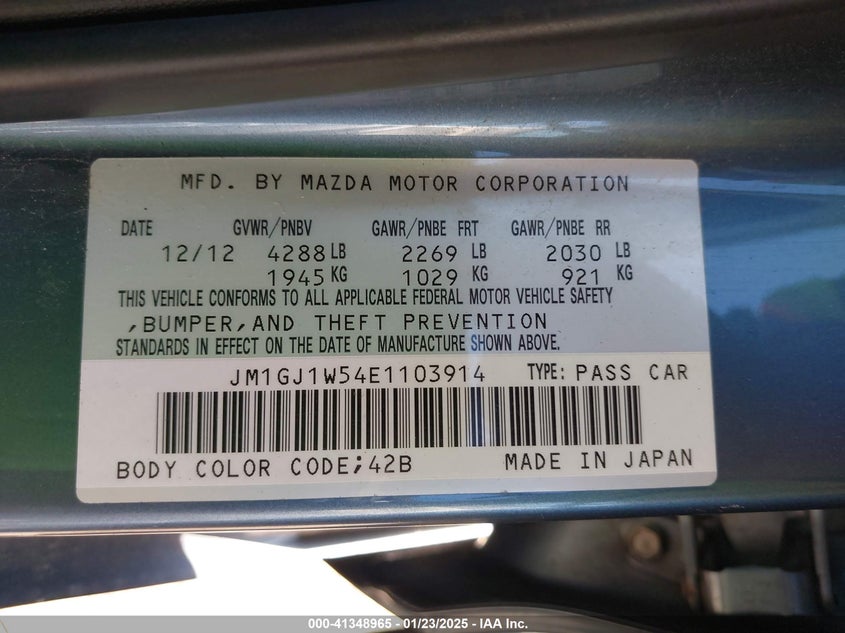 MFD. BY MAZDA MOTOR CORPORATION
DATE GVWR/PNBV GAWR/PNBE FRT GAWR/PNBE RR
12/12 4288 LB 2269 LB 2030 LB
1945 KG 1029 KG 921 KG
THIS VEHICLE CONFORMS TO ALL APPLICABLE FEDERAL MOTOR VEHICLE SAFETY
,BUMPER,AND THEFT PREVENTION
STANDARDS IN EFFECT ON THE DATE OF MANUFACTURE SHOWN ABOVE.
JM1GJ1W54E1103914 TYPE: PASS CAR
BODY COLOR CODE;42B MADE IN JAPAN
000-41348965 - 01/23/2025 - IAA Inc.